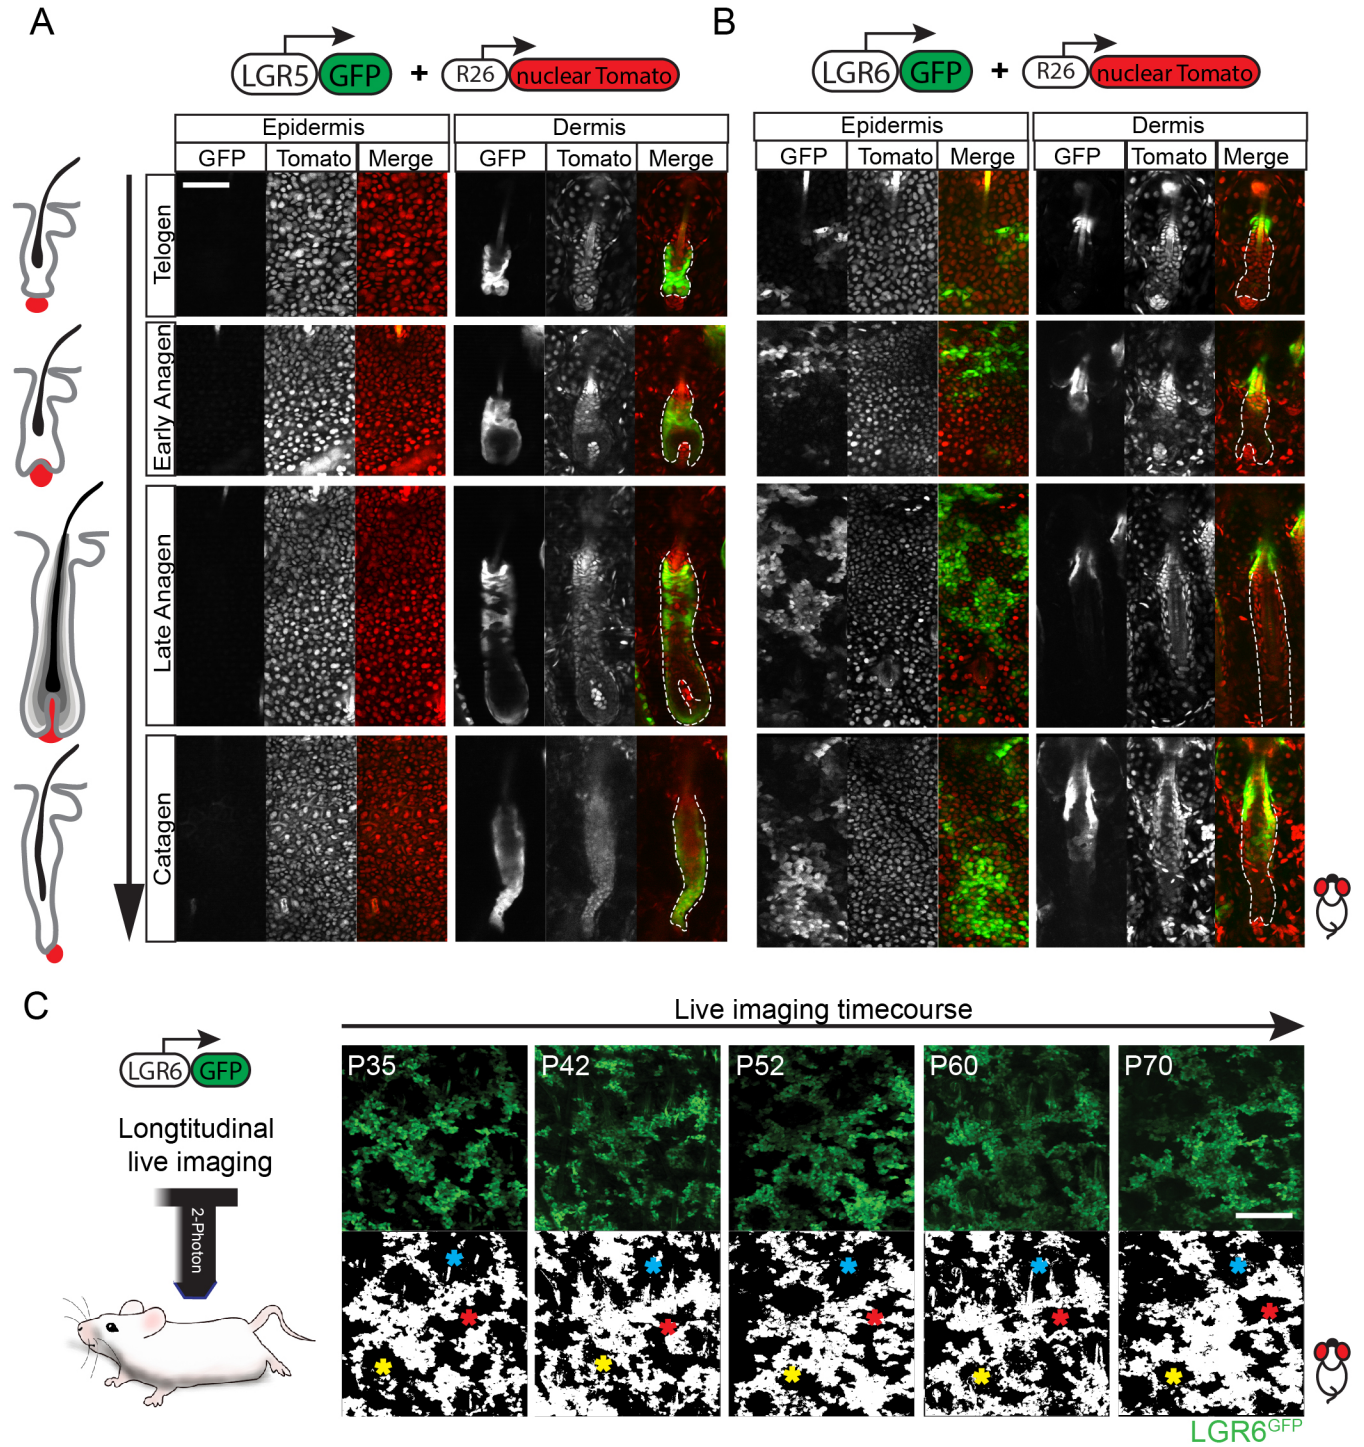 A
LGR5 GFP + R26 nuclear Tomato
Epidermis Dermis
GFP Tomato Merge GFP Tomato Merge
Telogen
Early Anagen
Late Anagen
Catagen
B
LGR6 GFP + R26 nuclear Tomato
Epidermis Dermis
GFP Tomato Merge GFP Tomato Merge
C
LGR6 GFP
Longtitudinal
live imaging
2-Photon
Live imaging timecourse
P35 P42 P52 P60 P70
LGR6GFP